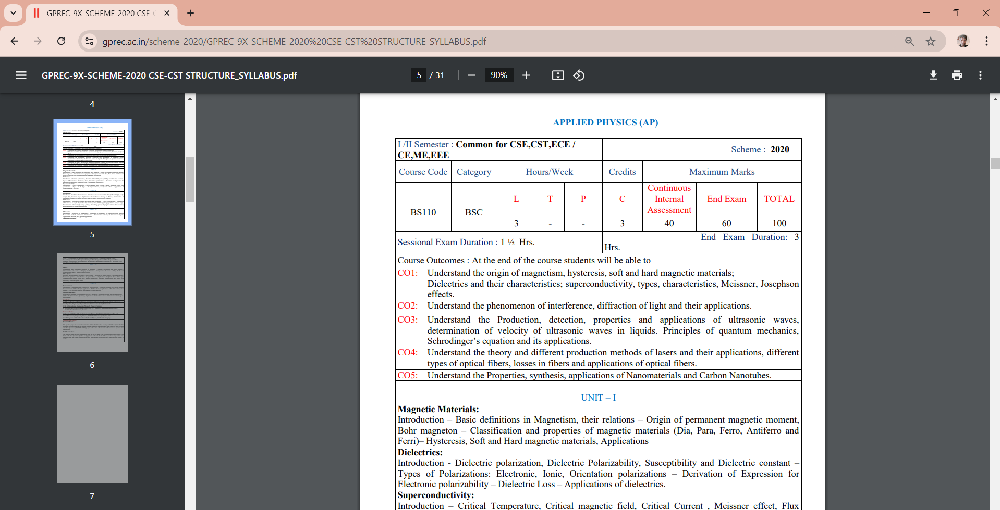 GPREC-9X-SCHEME-2020 CSE-C
gprec.ac.in/scheme-2020/GPREC-9X-SCHEME-2020%20CSE-CST%20STRUCTURE_SYLLABUS.pdf
GPREC-9X-SCHEME-2020 CSE-CST STRUCTURE_SYLLABUS.pdf
5 / 31
90%
4
5
6
7
APPLIED PHYSICS (AP)
I /II Semester : Common for CSE,CST,ECE /
CE,ME,EEE
Scheme : 2020
Course Code Category Hours/Week Credits Maximum Marks
BS110 BSC L T P C Continuous Internal Assessment End Exam TOTAL
3 - - 3 40 60 100
Sessional Exam Duration : 1 ½ Hrs.
End Exam Duration: 3
Hrs.
Course Outcomes : At the end of the course students will be able to
CO1: Understand the origin of magnetism, hysteresis, soft and hard magnetic materials;
Dielectrics and their characteristics; superconductivity, types, characteristics, Meissner, Josephson
effects.
CO2: Understand the phenomenon of interference, diffraction of light and their applications.
CO3: Understand the Production, detection, properties and applications of ultrasonic waves,
determination of velocity of ultrasonic waves in liquids. Principles of quantum mechanics,
Schrodinger’s equation and its applications.
CO4: Understand the theory and different production methods of lasers and their applications, different
types of optical fibers, losses in fibers and applications of optical fibers.
CO5: Understand the Properties, synthesis, applications of Nanomaterials and Carbon Nanotubes.
UNIT – I
Magnetic Materials:
Introduction – Basic definitions in Magnetism, their relations – Origin of permanent magnetic moment,
Bohr magneton – Classification and properties of magnetic materials (Dia, Para, Ferro, Antiferro and
Ferri)– Hysteresis, Soft and Hard magnetic materials, Applications
Dielectrics:
Introduction - Dielectric polarization, Dielectric Polarizability, Susceptibility and Dielectric constant –
Types of Polarizations: Electronic, Ionic, Orientation polarizations – Derivation of Expression for
Electronic polarizability – Dielectric Loss – Applications of dielectrics.
Superconductivity:
Introduction – Critical Temperature, Critical magnetic field, Critical Current , Meissner effect, Flux